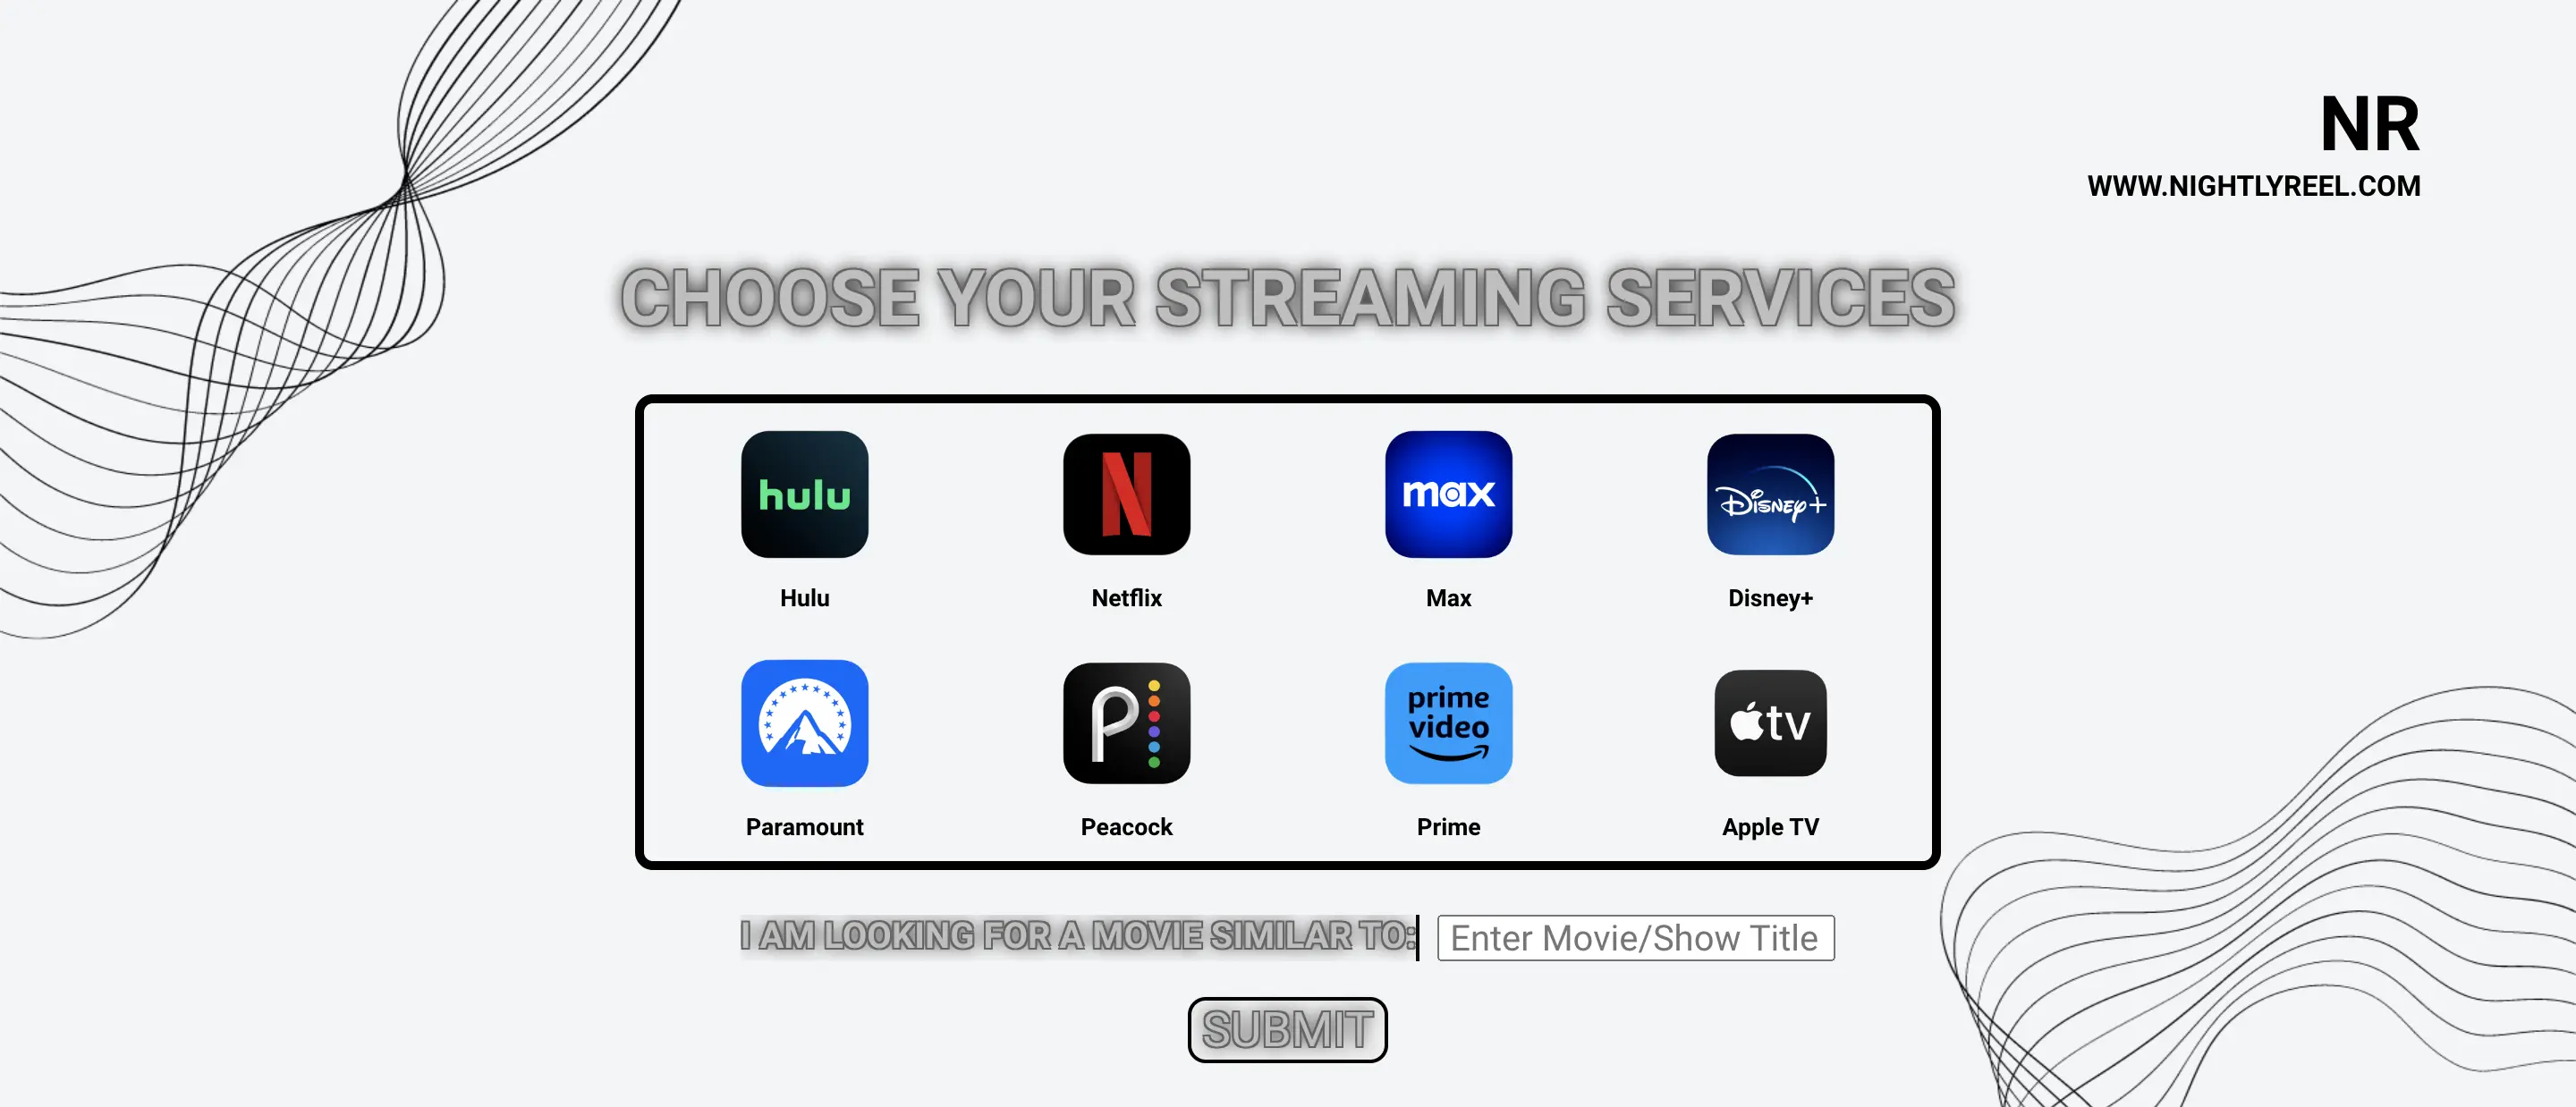 NR
WWW.NIGHTLYREEL.COM
CHOOSE YOUR STREAMING SERVICES
hulu
N
max
Disney+
Hulu
Netflix
Max
Disney+
P
prime
video
tv
Paramount
Peacock
Prime
Apple TV
I AM LOOKING FOR A MOVIE SIMILAR TO:
Enter Movie/Show Title
SUBMIT